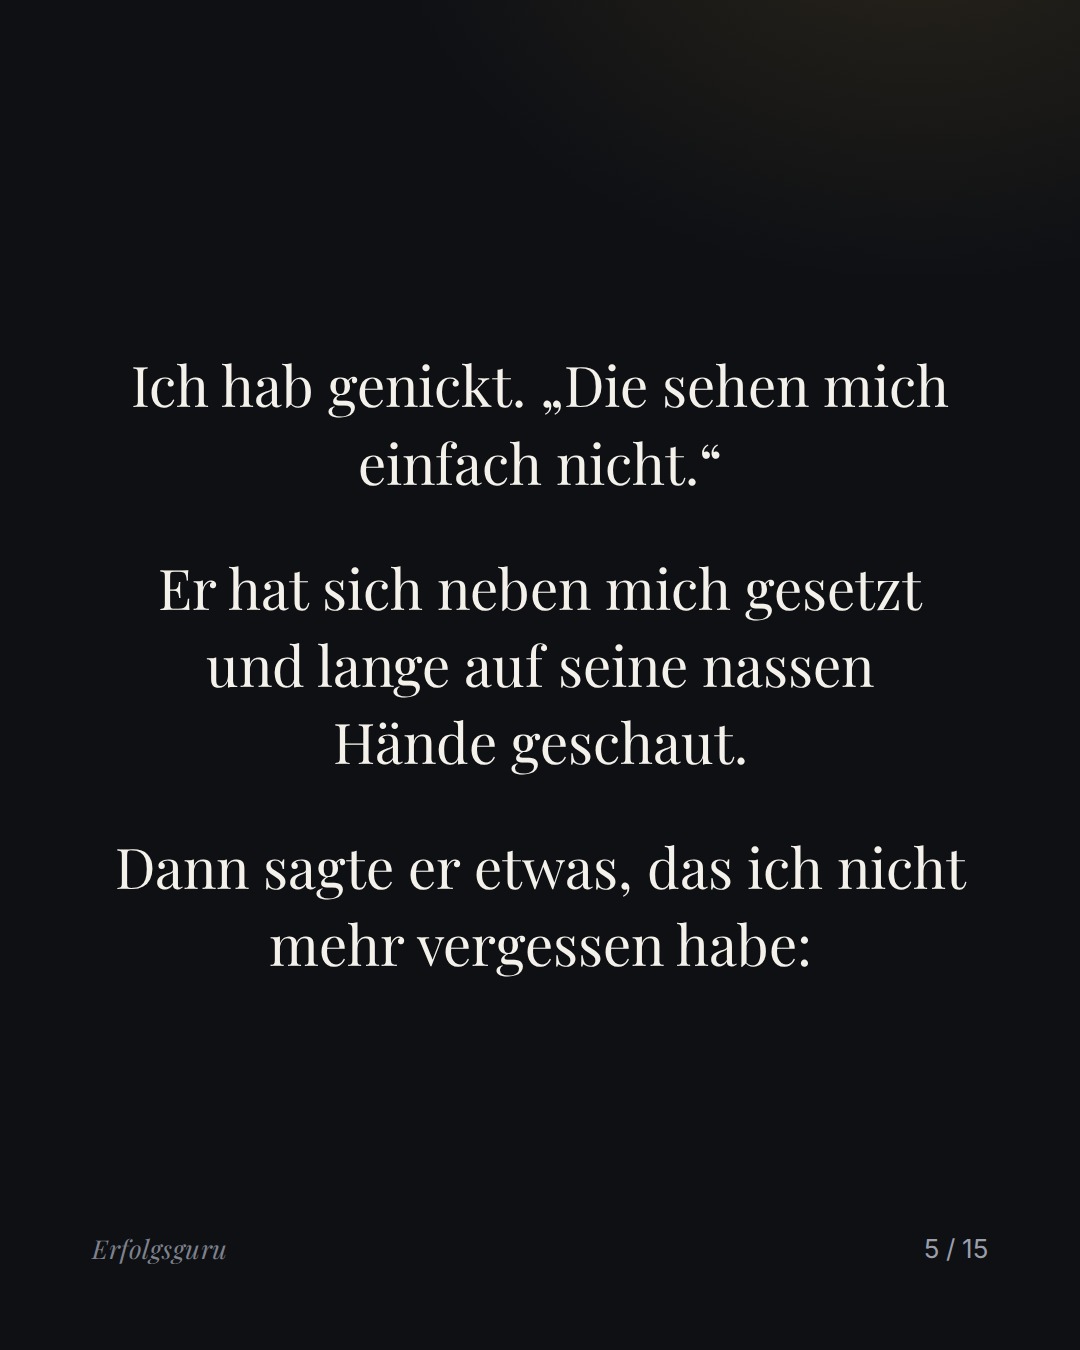 Ich hab genickt. „Die sehen mich
einfach nicht.“
Er hat sich neben mich gesetzt
und lange auf seine nassen
Hände geschaut.
Dann sagte er etwas, das ich nicht
mehr vergessen habe:
Erfolgsguru
5 / 15